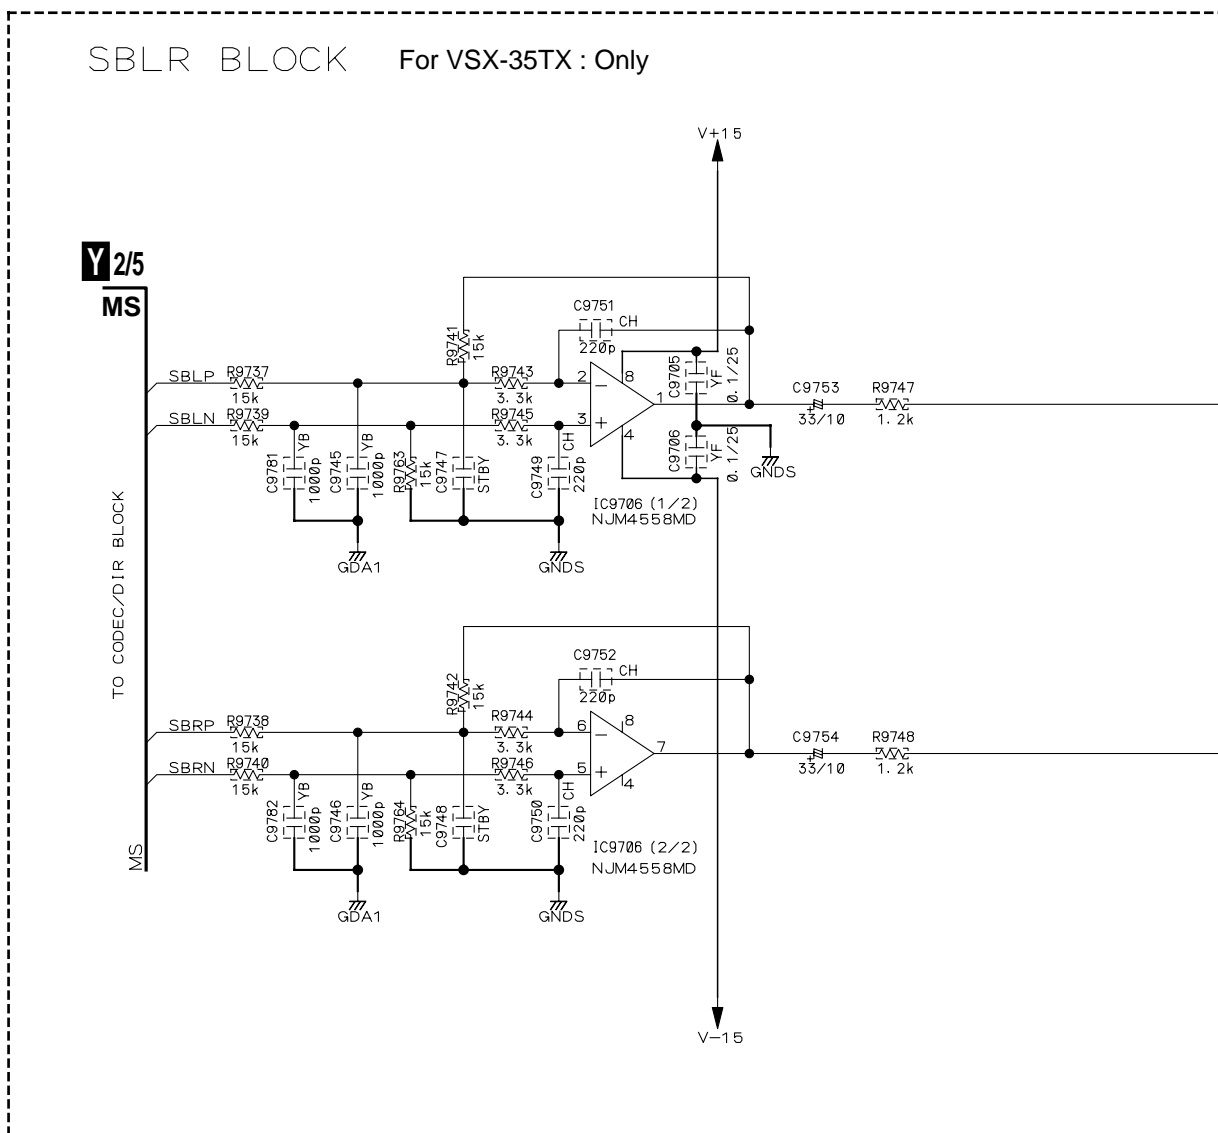 SBLR BLOCK For VSX-35TX : Only
V+15
Y 2/5
MS
C9751
CH
220p
R9741
15k
SBLP
R9737
15k
R9743
3.3k
2
8
1
C9705
YF
0.1/25
C9753
33/10
R9747
1.2k
SBLN
R9739
15k
R9745
3.3k
3
4
C9706
YF
0.1/25
GNDS
C9781
YB
1000p
C9745
YB
1000p
R9763
15k
C9747
STBY
C9749
CH
220p
IC9706 (1/2)
NJM4558MD
GDA1
GNDS
TO CODEC/DIR BLOCK
C9752
CH
220p
R9742
15k
SBRP
R9738
15k
R9744
3.3k
6
8
7
C9754
33/10
R9748
1.2k
SBRN
R9740
15k
R9746
3.3k
5
4
C9782
YB
1000p
C9746
YB
1000p
R9764
15k
C9748
STBY
C9750
CH
220p
IC9706 (2/2)
NJM4558MD
MS
GDA1
GNDS
V-15